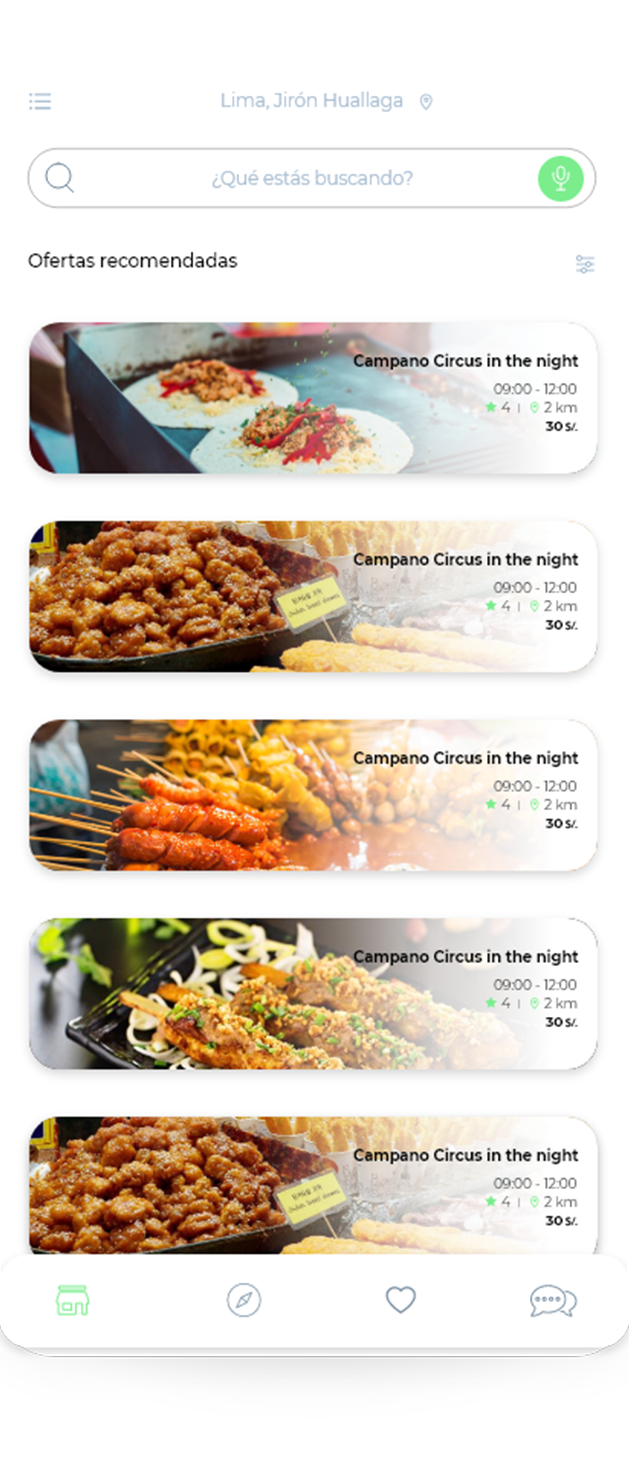 Lima, Jirón Huallaga
¿Qué estás buscando?
Ofertas recomendadas
Campano Circus in the night
09:00 - 12:00
4 | 2 km
30 S/.
Campano Circus in the night
09:00 - 12:00
4 | 2 km
30 S/.
Campano Circus in the night
09:00 - 12:00
4 | 2 km
30 S/.
Campano Circus in the night
09:00 - 12:00
4 | 2 km
30 S/.
Campano Circus in the night
09:00 - 12:00
4 | 2 km
30 S/.